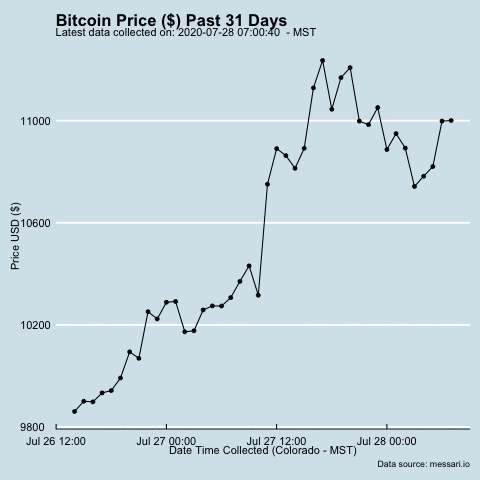 Bitcoin Price ($) Past 31 Days
Latest data collected on: 2020-07-28 07:00:40 - MST
11000
10600
10200
9800
Price USD ($)
Jul 26 12:00 Jul 27 00:00 Jul 27 12:00 Jul 28 00:00
Date Time Collected (Colorado - MST)
Data source: messari.io